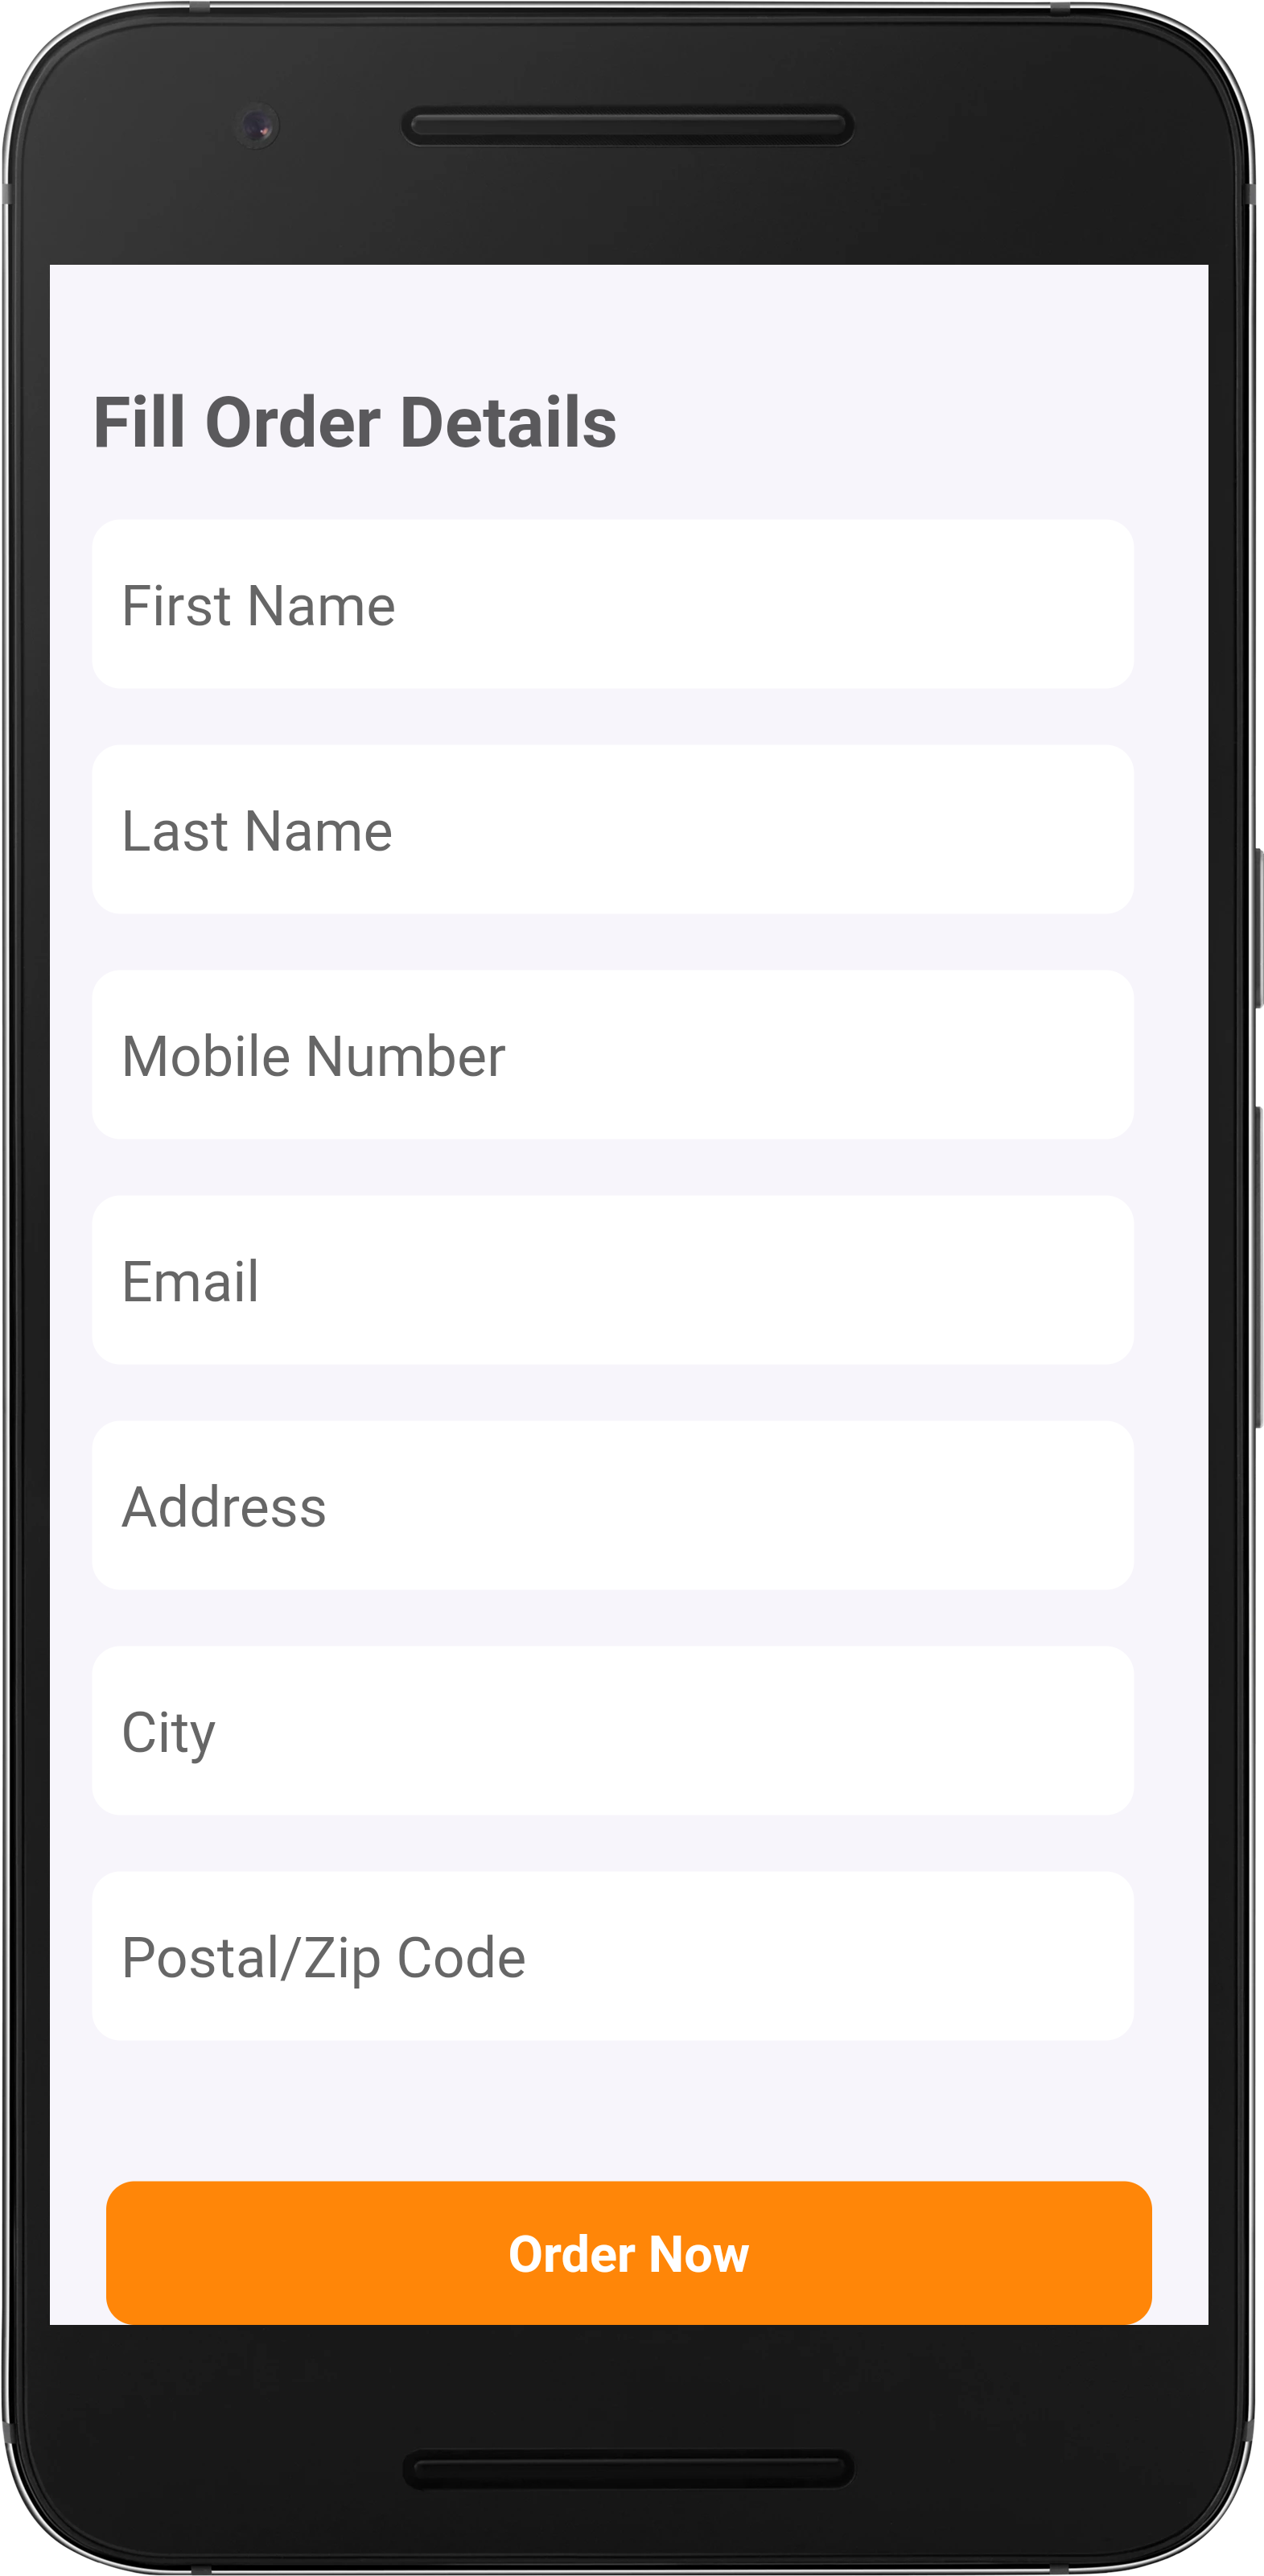 Fill Order Details
First Name
Last Name
Mobile Number
Email
Address
City
Postal/Zip Code
Order Now